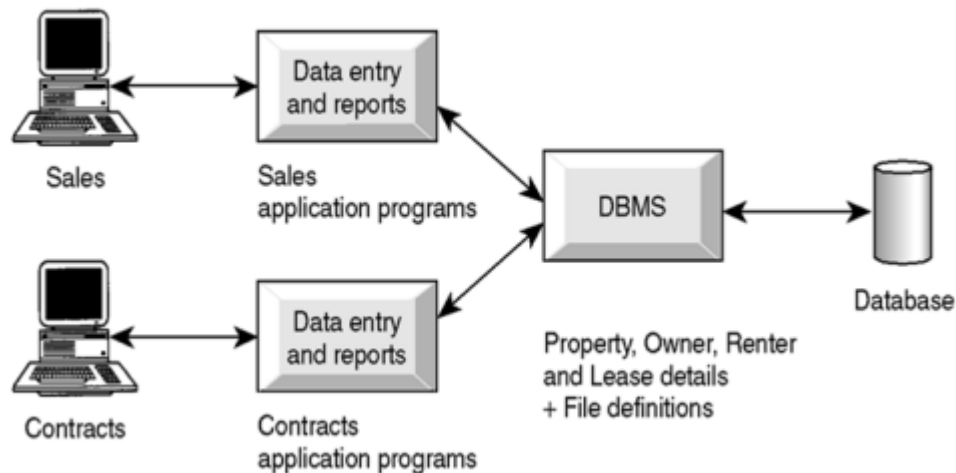 Data entry
and reports
Sales
Sales
application programs
DBMS
Database
Data entry
and reports
Property, Owner, Renter
and Lease details
+ File definitions
Contracts
Contracts
application programs